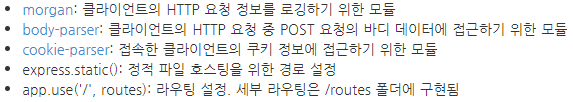 • morgan: 클라이언트의 HTTP 요청 정보를 로깅하기 위한 모듈
• body-parser: 클라이언트의 HTTP 요청 중 POST 요청의 바디 데이터에 접근하기 위한 모듈
• cookie-parser: 접속한 클라이언트의 쿠키 정보에 접근하기 위한 모듈
• express.static(): 정적 파일 호스팅을 위한 경로 설정
• app.use('/', routes): 라우팅 설정. 세부 라우팅은 /routes 폴더에 구현됨